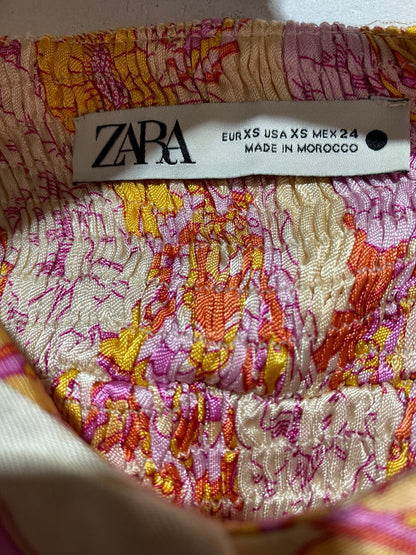 ZARA
EUR XS USA XS MEX 24
MADE IN MOROCCO